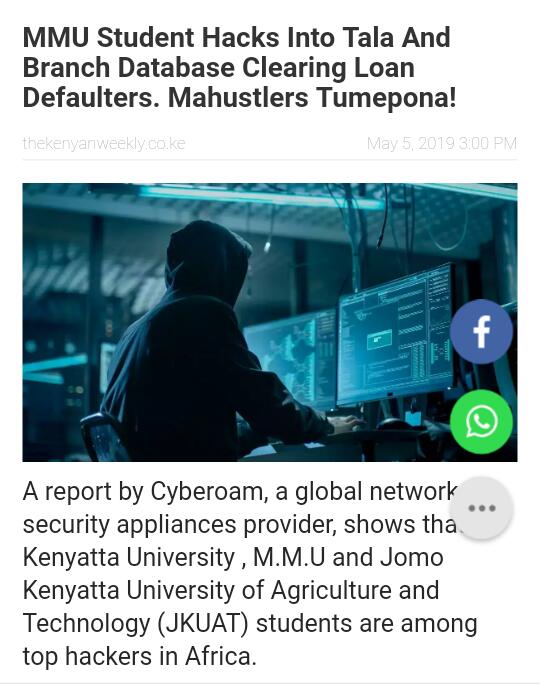 MMU Student Hacks Into Tala And
Branch Database Clearing Loan
Defaulters. Mahustlers Tumepona!
thekenyanweekly.co.ke
May 5, 2019 3:00 PM
A report by Cyberoam, a global network
security appliances provider, shows tha
Kenyatta University , M.M.U and Jomo
Kenyatta University of Agriculture and
Technology (JKUAT) students are among
top hackers in Africa.